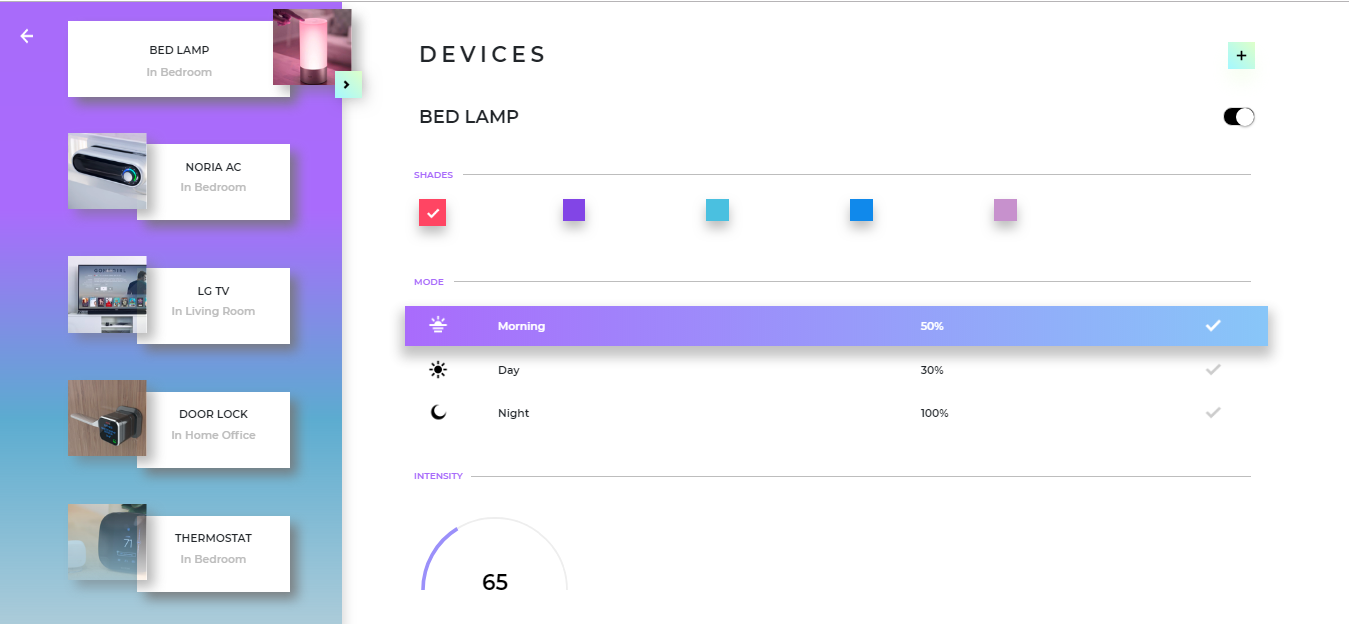 BED LAMP
In Bedroom
NORIA AC
In Bedroom
LG TV
In Living Room
DOOR LOCK
In Home Office
THERMOSTAT
In Bedroom
DEVICES
+
BED LAMP
SHADES
MODE
Morning 50%
Day 30%
Night 100%
INTENSITY
65
71